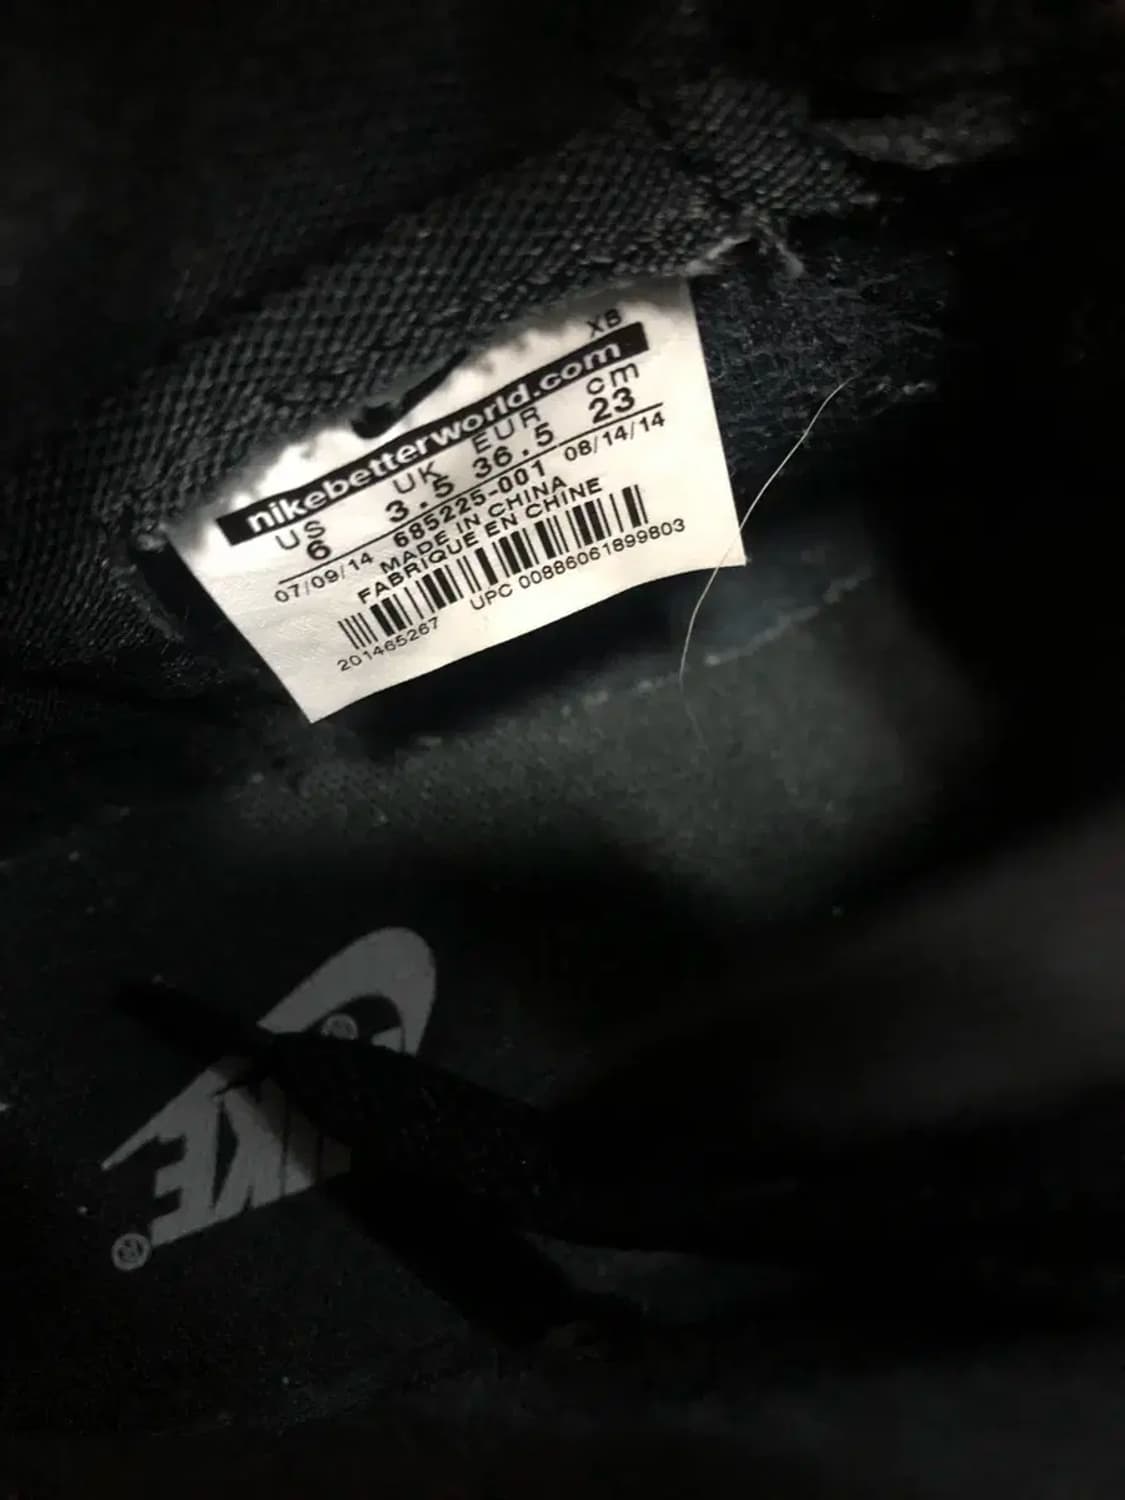 XB
nikebetterworld.com
US UK EUR cm
6 3.5 36.5 23
07/09/14 685225-001 08/14/14
MADE IN CHINA
FABRIQUE EN CHINE
201465267 UPC 00886061899803
NIKE